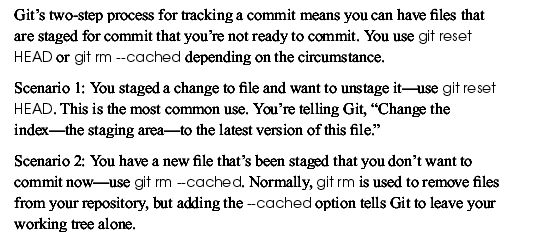 Git's two-step process for tracking a commit means you can have files that
are staged for commit that you're not ready to commit. You use git reset
HEAD or git rm --cached depending on the circumstance.
Scenario 1: You staged a change to file and want to unstage it—use git reset
HEAD. This is the most common use. You're telling Git, “Change the
index—the staging area—to the latest version of this file.”
Scenario 2: You have a new file that's been staged that you don't want to
commit now—use git rm --cached. Normally, git rm is used to remove files
from your repository, but adding the --cached option tells Git to leave your
working tree alone.